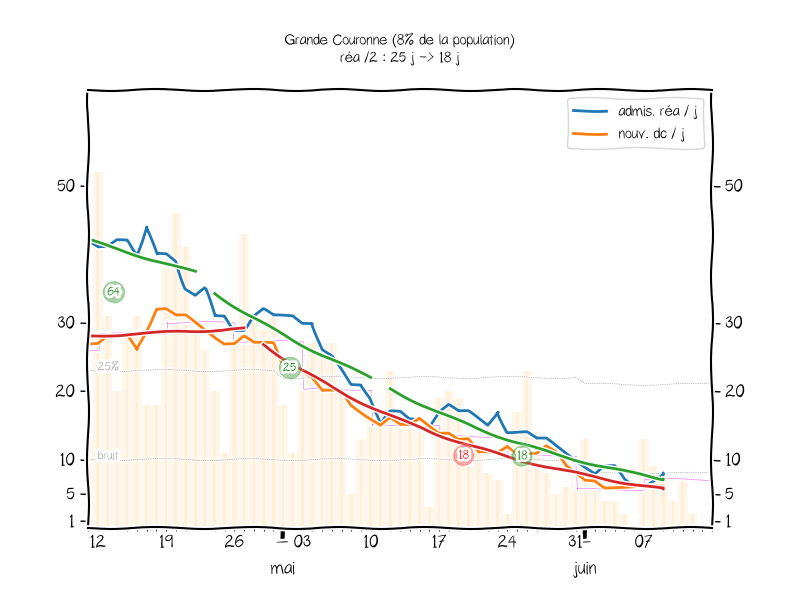 Grande Couronne (8% de la population)
réa /2 : 25 j -> 18 j
admis. réa / j
nouv. dc / j
50 50
64
30 30
25% 25
20 20
18 18
bruit
10 10
5 5
1 1
12 19 26 03 10 17 24 31 07
mai juin